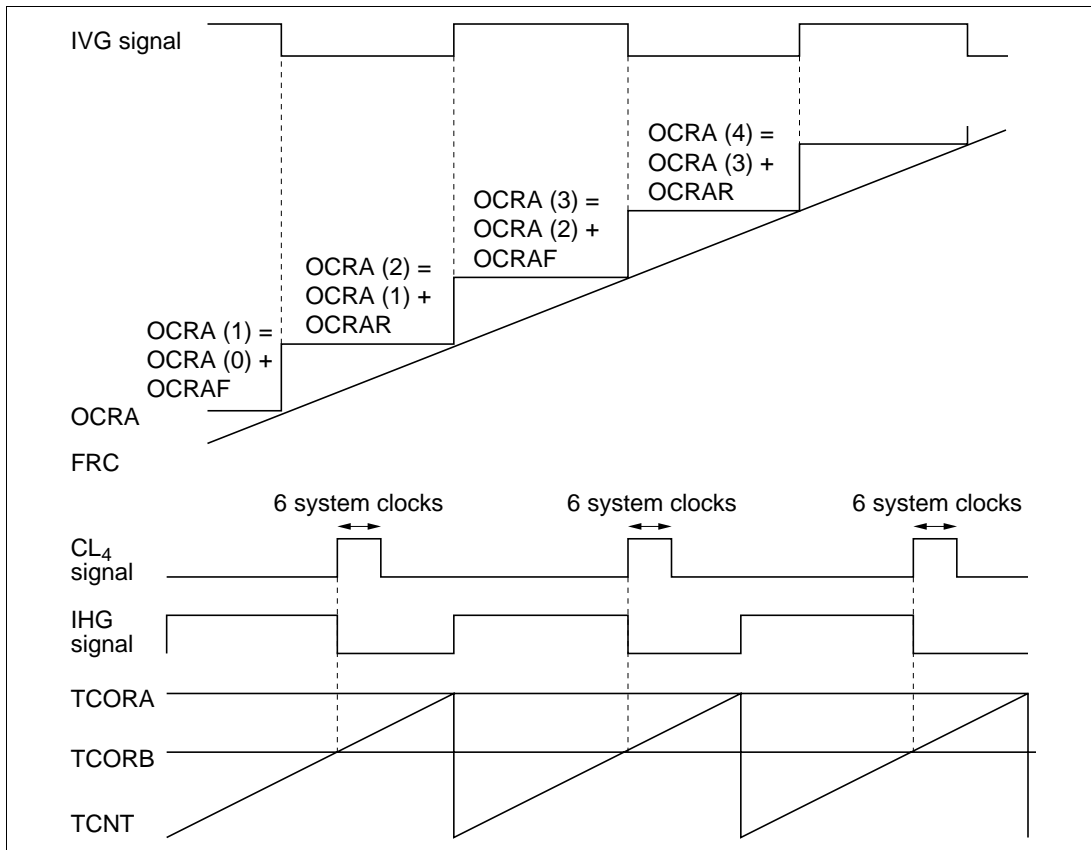 IVG signal
OCRA (4) =
OCRA (3) +
OCRAR
OCRA (3) =
OCRA (2) +
OCRAF
OCRA (2) =
OCRA (1) +
OCRAR
OCRA (1) =
OCRA (0) +
OCRAF
OCRA
FRC
6 system clocks 6 system clocks 6 system clocks
CL4
signal
IHG
signal
TCORA
TCORB
TCNT